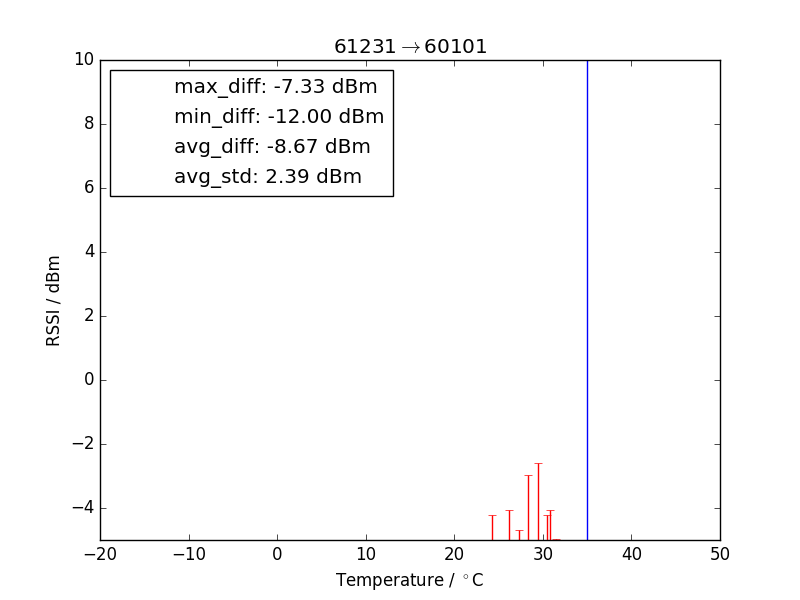 61231→60101
max_diff: -7.33 dBm
min_diff: -12.00 dBm
avg_diff: -8.67 dBm
avg_std: 2.39 dBm
10
8
6
4
2
0
−2
−4
RSSI / dBm
−20 −10 0 10 20 30 40 50
Temperature / °C